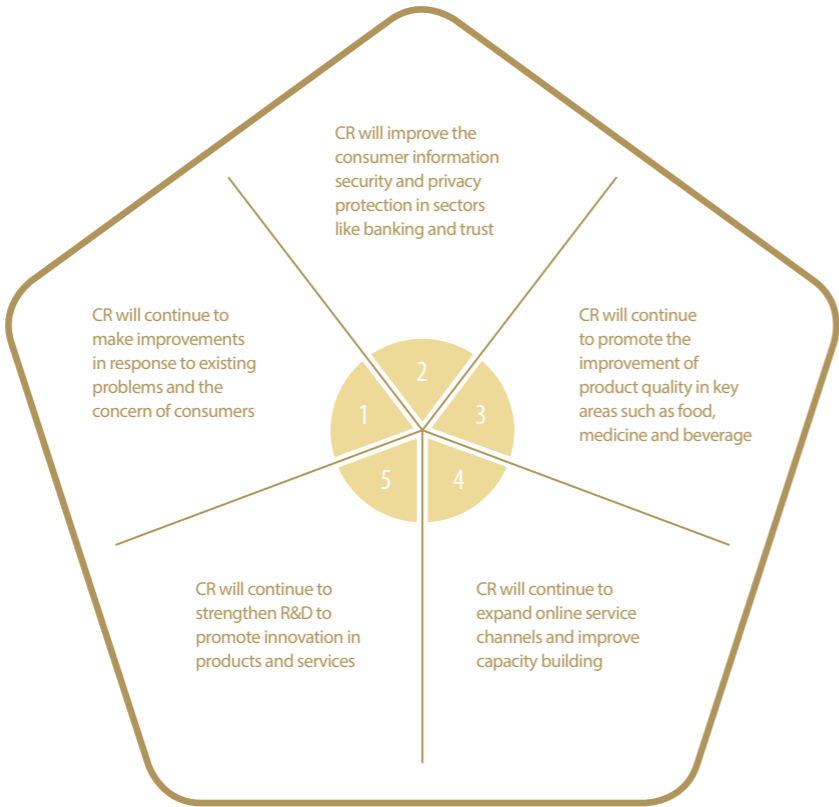 CR will improve the
consumer information
security and privacy
protection in sectors
like banking and trust
CR will continue to
make improvements
in response to existing
problems and the
concern of consumers
CR will continue
to promote the
improvement of
product quality in key
areas such as food,
medicine and beverage
2
1
3
5
4
CR will continue to
strengthen R&D to
promote innovation in
products and services
CR will continue to
expand online service
channels and improve
capacity building